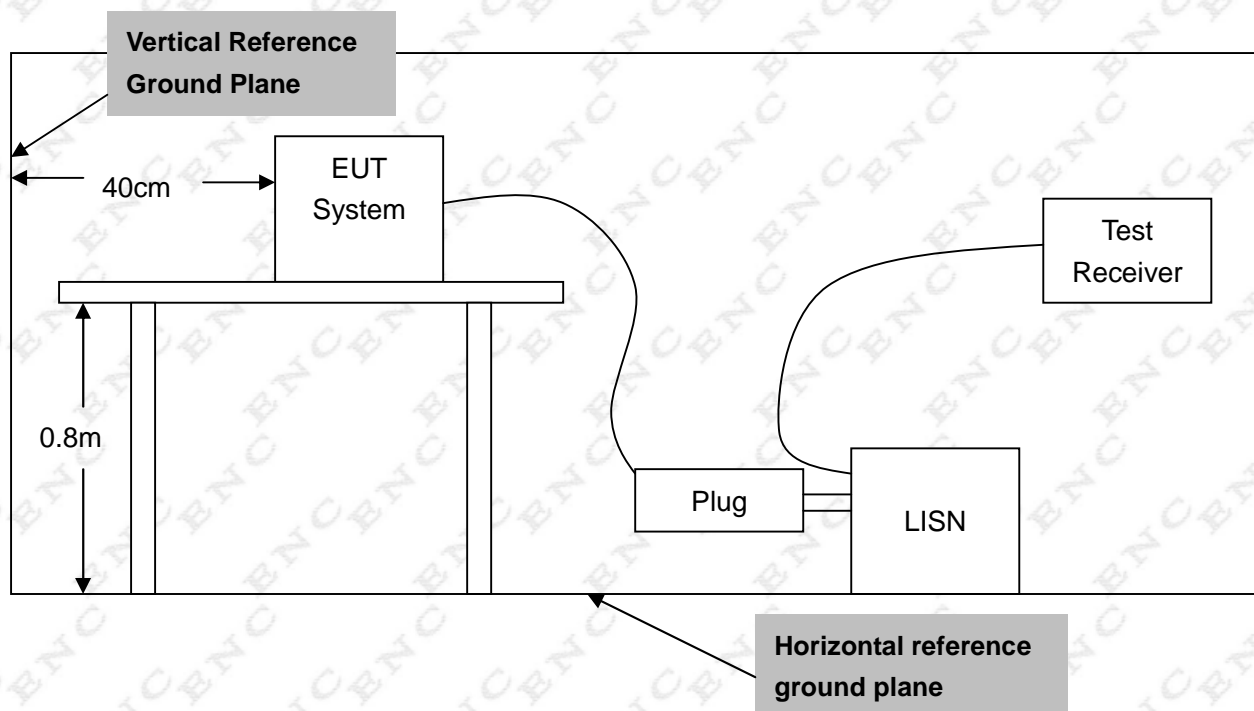 Vertical Reference
Ground Plane
EUT
System
40cm
Test
Receiver
0.8m
Plug
LISN
Horizontal reference
ground plane